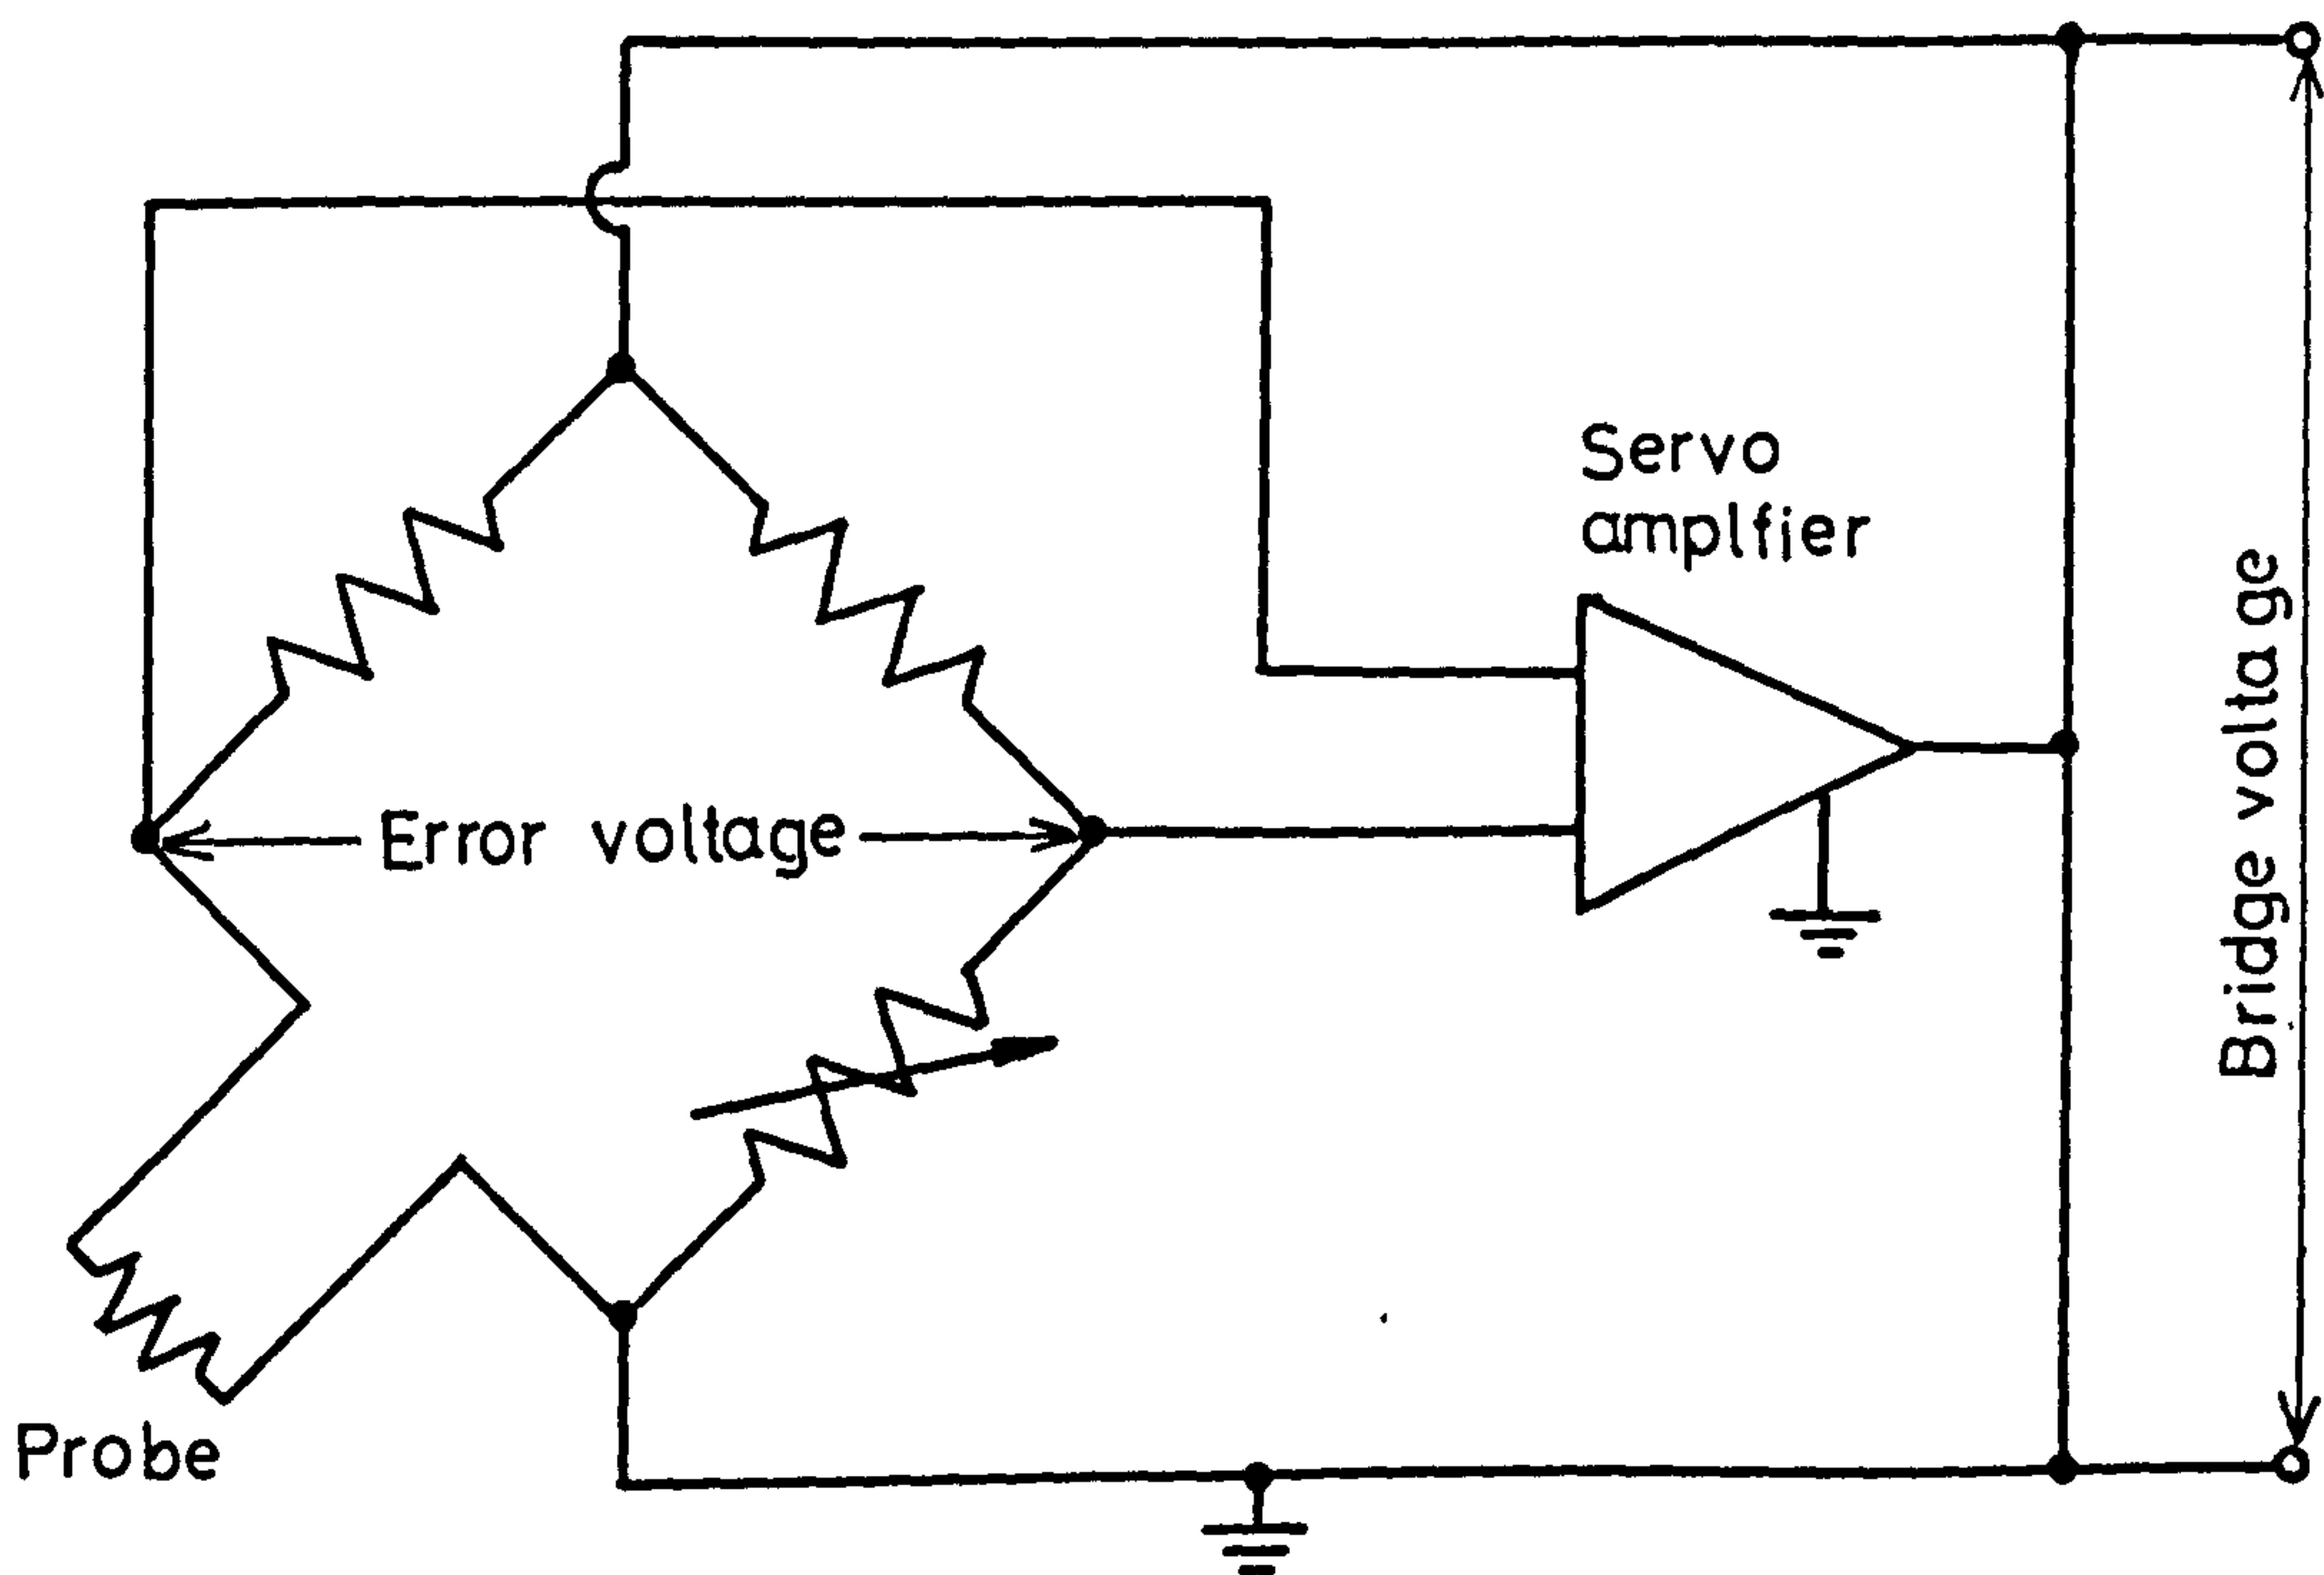 Servo
amplfier
Error voltage
Bridge voltage
Probe